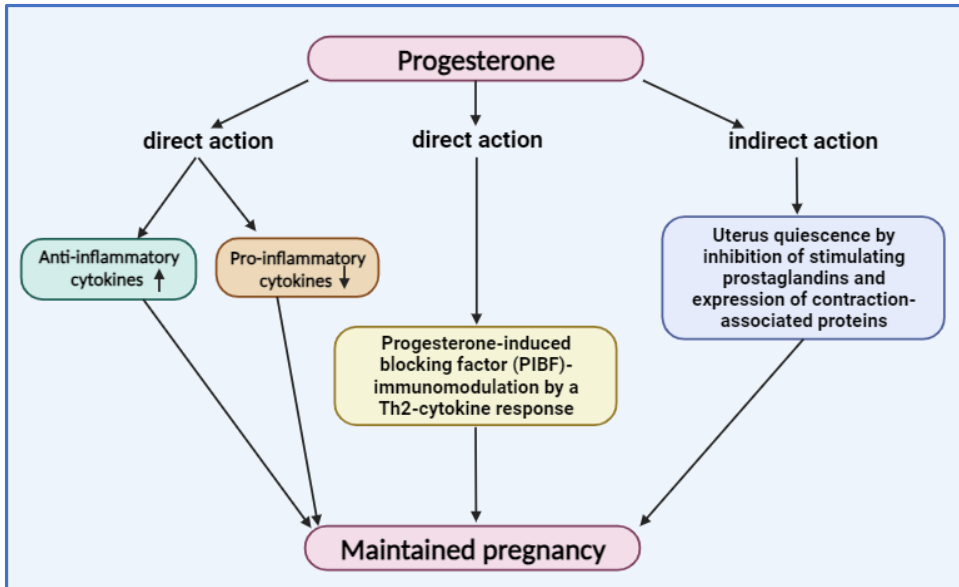 Progesterone
direct action
direct action
indirect action
Anti-inflammatory
cytokines
Pro-inflammatory
cytokines
Uterus quiescence by
inhibition of stimulating
prostaglandins and
expression of contraction-
associated proteins
Progesterone-induced
blocking factor (PIBF)-
immunomodulation by a
Th2-cytokine response
Maintained pregnancy